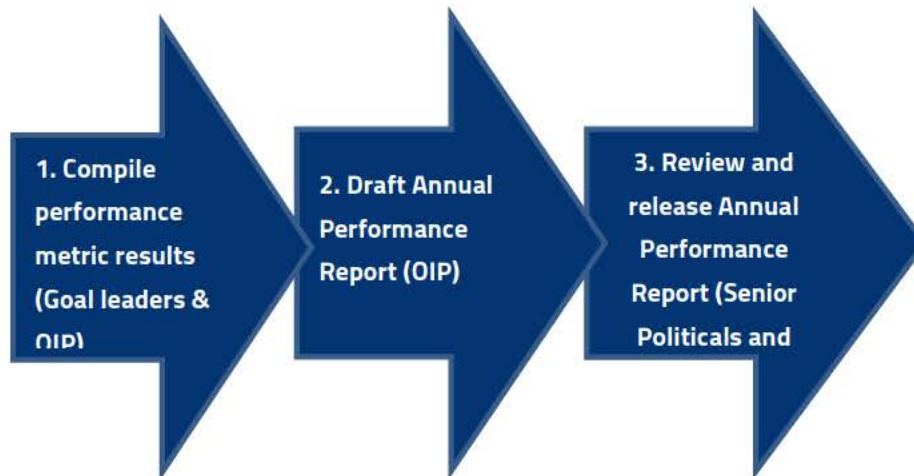 1. Compile
performance
metric results
(Goal leaders &
OIP)
2. Draft Annual
Performance
Report (OIP)
3. Review and
release Annual
Performance
Report (Senior
Politicals and